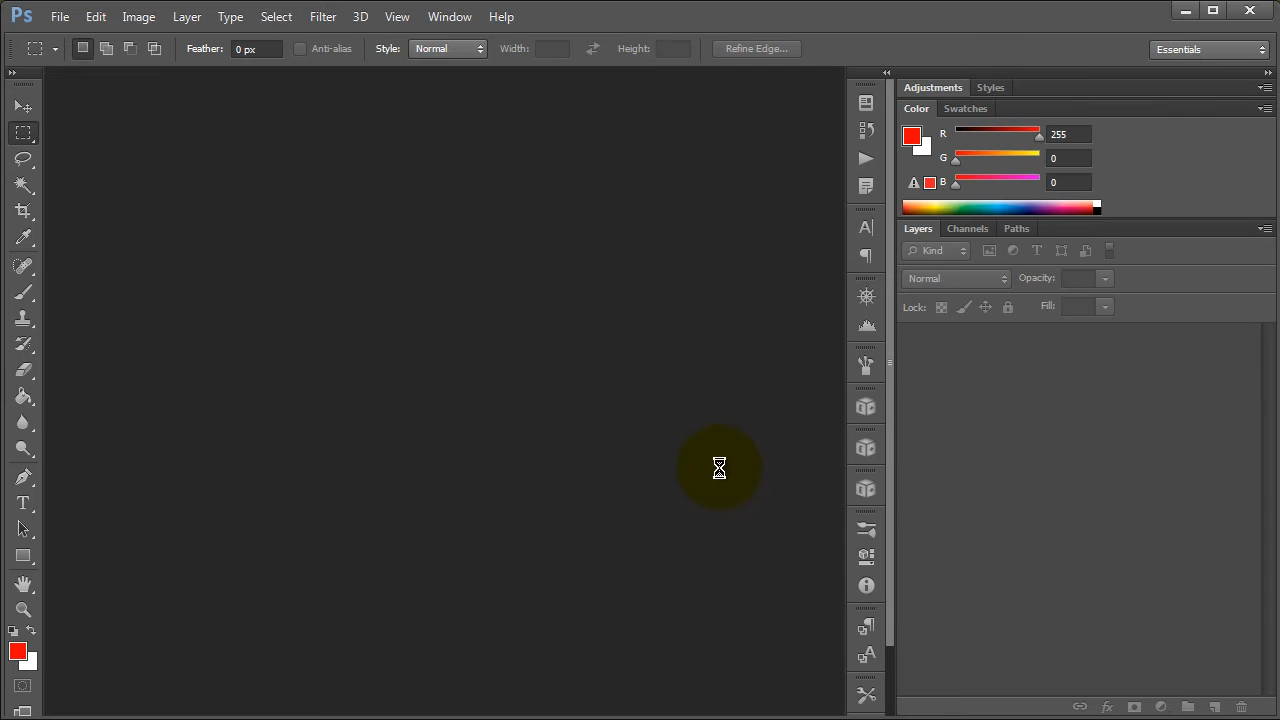 Ps File Edit Image Layer Type Select Filter 3D View Window Help
Feather: 0 px Anti-alias Style: Normal Width: Height: Refine Edge... Essentials
Adjustments Styles
Color Swatches
R 255
G 0
B 0
Layers Channels Paths
Kind
Normal Opacity:
Lock: Fill: